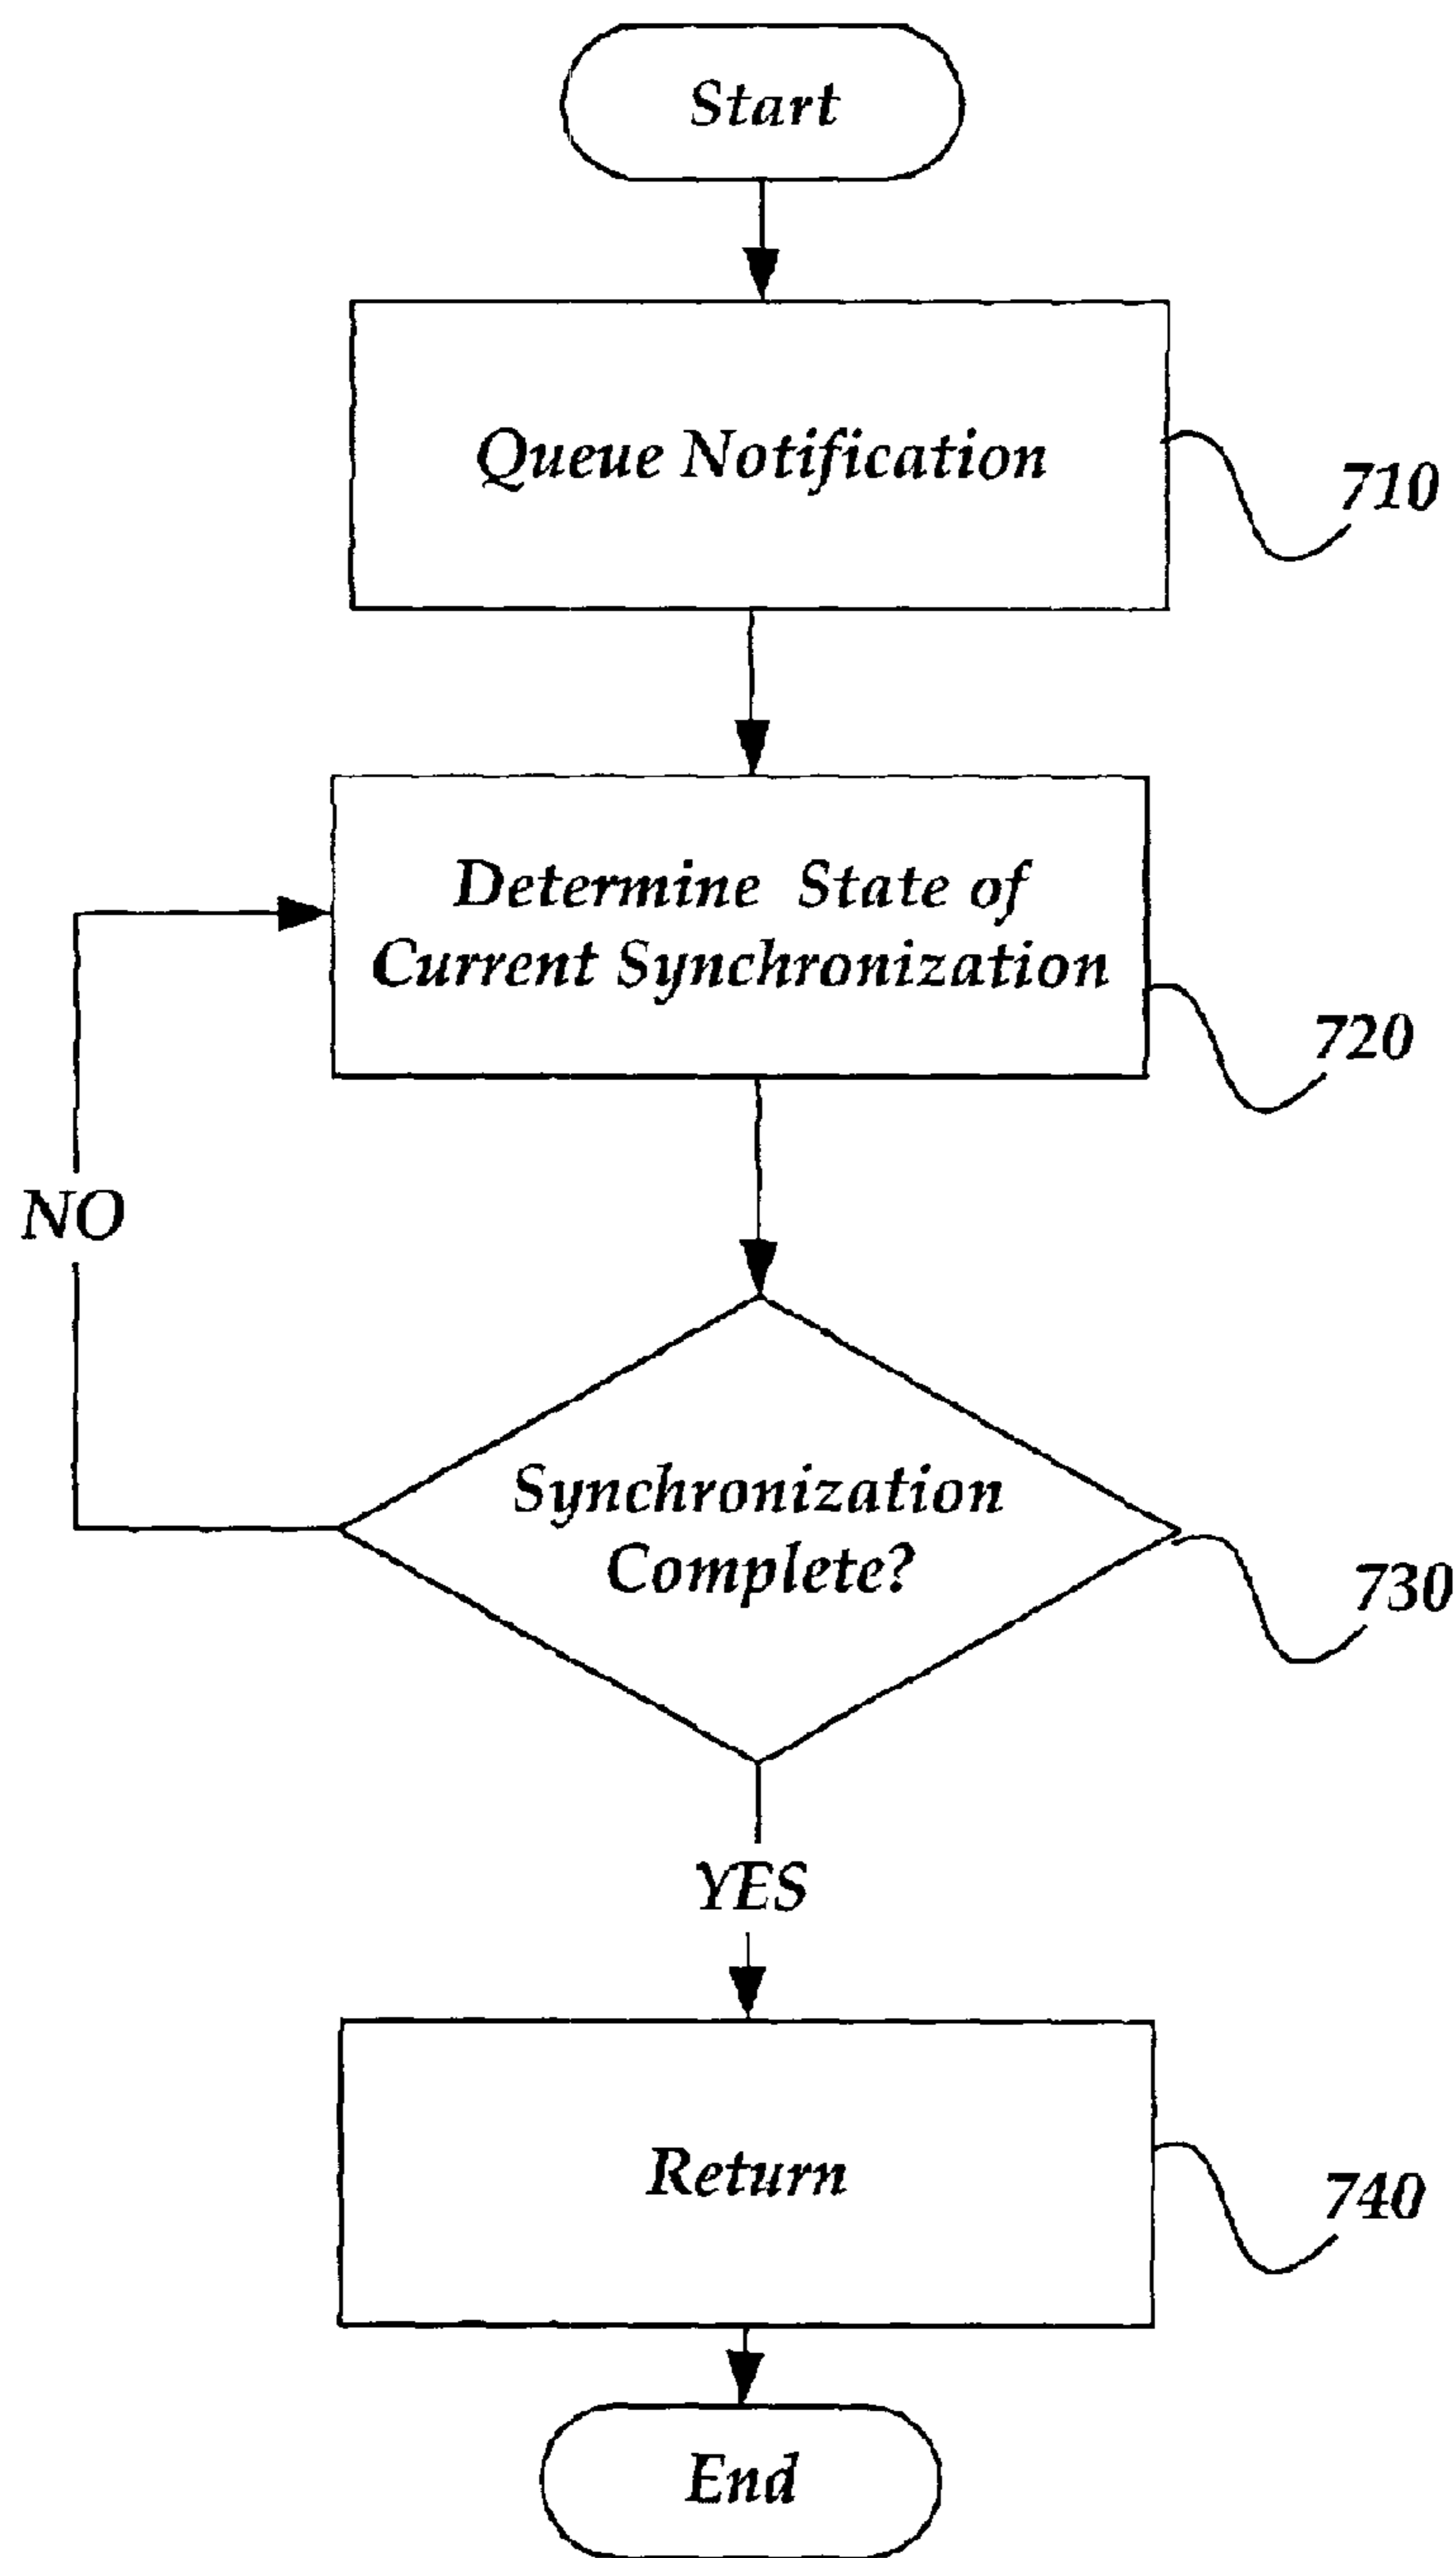 Start
Queue Notification
710
Determine State of
Current Synchronization
720
NO
Synchronization
Complete?
730
YES
Return
740
End